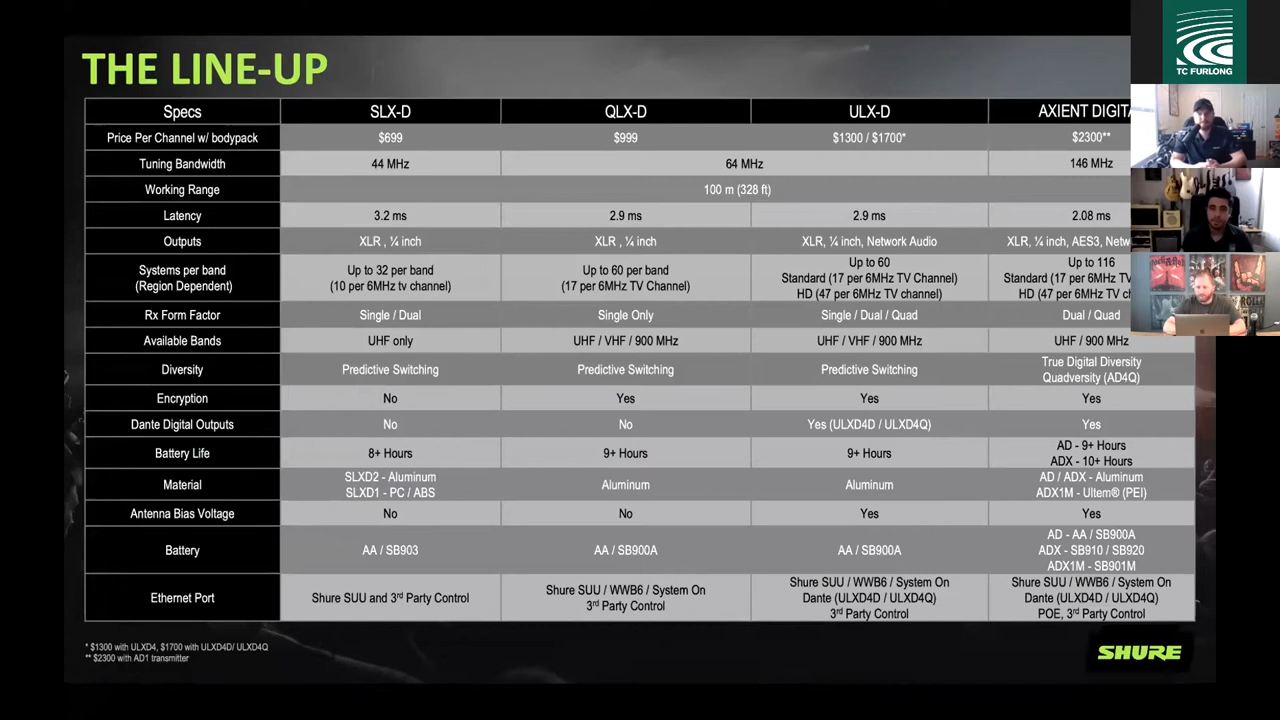 TC FURLONG
THE LINE-UP
Specs SLX-D QLX-D ULX-D AXIENT DIGITA
Price Per Channel w/ bodypack $699 $999 $1300 / $1700* $2300**
Tuning Bandwidth 44 MHz 64 MHz 146 MHz
Working Range 100 m (328 ft)
Latency 3.2 ms 2.9 ms 2.9 ms 2.08 ms
Outputs XLR , ¼ inch XLR , ¼ inch XLR, ¼ inch, Network Audio XLR, ¼ inch, AES3, Netw
Systems per band
(Region Dependent)
Up to 32 per band
(10 per 6MHz tv channel)
Up to 60 per band
(17 per 6MHz TV Channel)
Up to 60
Standard (17 per 6MHz TV Channel)
HD (47 per 6MHz TV channel)
Up to 116
Standard (17 per 6MHz TV
HD (47 per 6MHz TV ch
Rx Form Factor Single / Dual Single Only Single / Dual / Quad Dual / Quad
Available Bands UHF only UHF / VHF / 900 MHz UHF / VHF / 900 MHz UHF / 900 MHz
Diversity Predictive Switching Predictive Switching Predictive Switching
True Digital Diversity
Quadversity (AD4Q)
Encryption No Yes Yes Yes
Dante Digital Outputs No No Yes (ULXD4D / ULXD4Q) Yes
Battery Life 8+ Hours 9+ Hours 9+ Hours
AD - 9+ Hours
ADX - 10+ Hours
Material
SLXD2 - Aluminum
SLXD1 - PC / ABS
Aluminum Aluminum
AD / ADX - Aluminum
ADX1M - Ultem® (PEI)
Antenna Bias Voltage No No Yes Yes
Battery AA / SB903 AA / SB900A AA / SB900A
AD - AA / SB900A
ADX - SB910 / SB920
ADX1M - SB901M
Ethernet Port Shure SUU and 3rd Party Control
Shure SUU / WWB6 / System On
3rd Party Control
Shure SUU / WWB6 / System On
Dante (ULXD4D / ULXD4Q)
3rd Party Control
Shure SUU / WWB6 / System On
Dante (ULXD4D / ULXD4Q)
POE, 3rd Party Control
* $1300 with ULXD4, $1700 with ULXD4D/ ULXD4Q
** $2300 with AD1 transmitter
SHURE